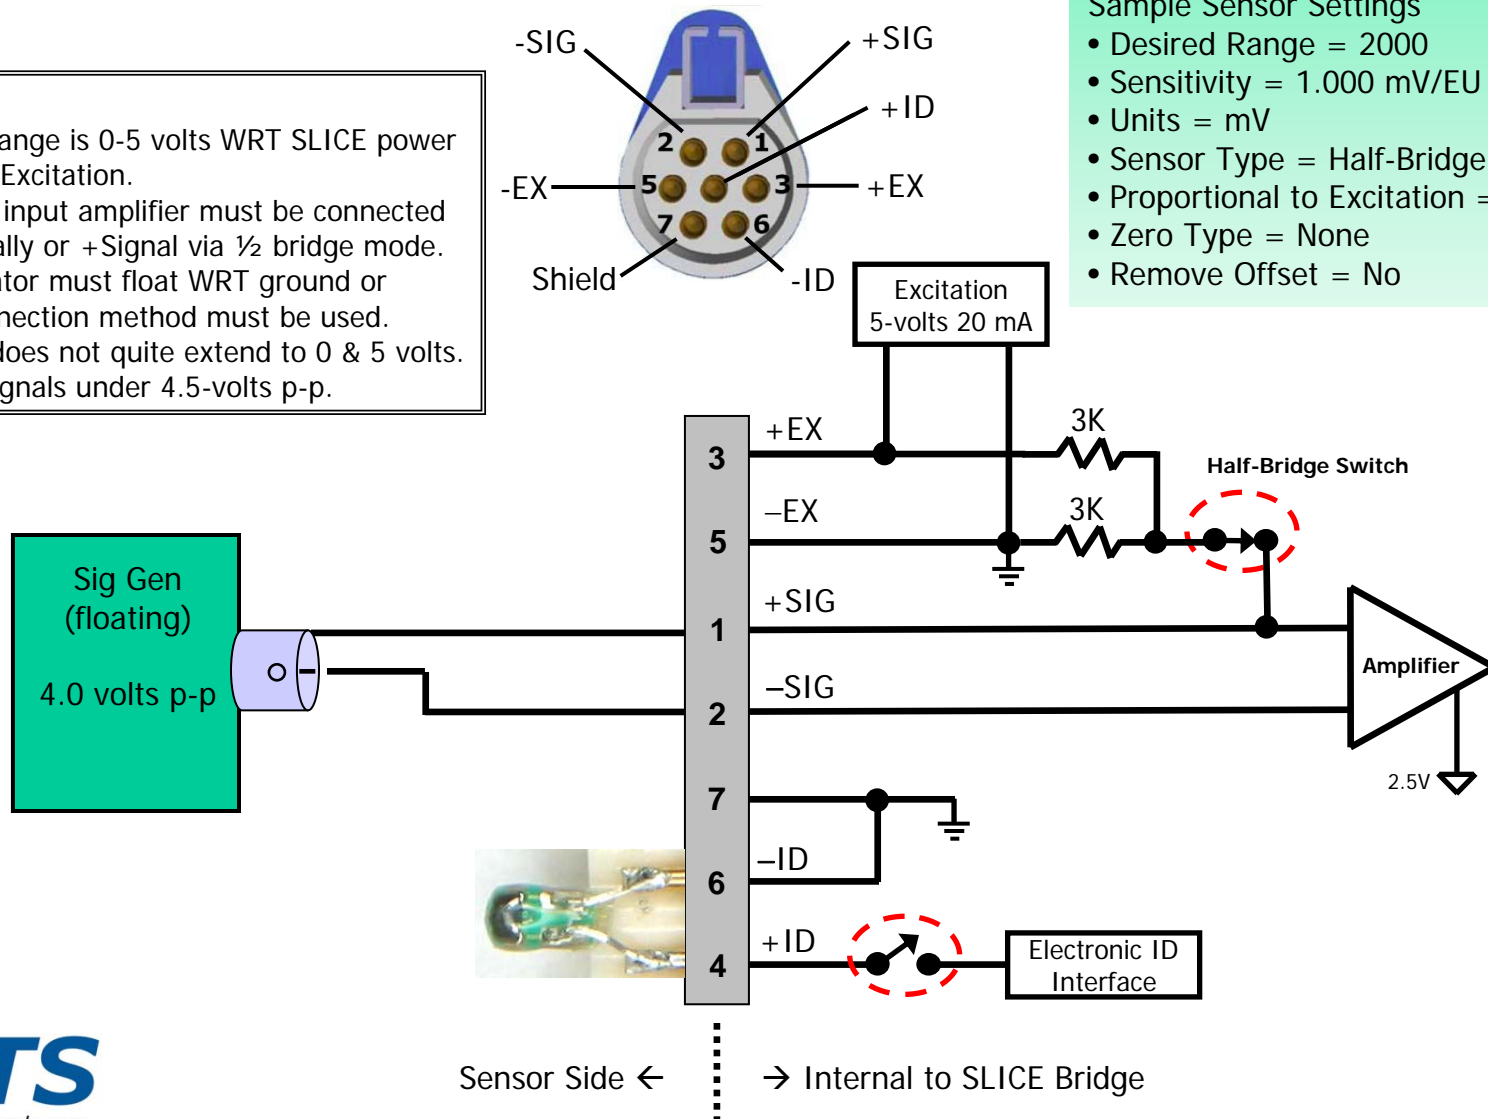 -SIG
+SIG
+ID
-EX
+EX
Shield
-ID
2
1
5
3
7
6
Sample Sensor Settings
• Desired Range = 2000
• Sensitivity = 1.000 mV/EU
• Units = mV
• Sensor Type = Half-Bridge
• Proportional to Excitation =
• Zero Type = None
• Remove Offset = No
ange is 0-5 volts WRT SLICE power
Excitation.
input amplifier must be connected
ally or +Signal via ½ bridge mode.
ator must float WRT ground or
nection method must be used.
does not quite extend to 0 & 5 volts.
gnals under 4.5-volts p-p.
Excitation
5-volts 20 mA
3
+EX
3K
Half-Bridge Switch
5
–EX
3K
Sig Gen
(floating)
4.0 volts p-p
1
+SIG
2
–SIG
Amplifier
2.5V
7
6
–ID
4
+ID
Electronic ID
Interface
Sensor Side ←
→ Internal to SLICE Bridge
TS